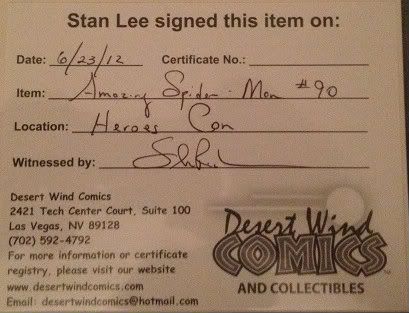 Stan Lee signed this item on:
Date: 6/23/12 Certificate No.:
Item: Amazing Spider-Man #90
Location: Heroes Con
Witnessed by:
Desert Wind Comics
2421 Tech Center Court, Suite 100
Las Vegas, NV 89128
(702) 592-4792
For more information or certificate
registry, please visit our website
www.desertwindcomics.com
Email: desertwindcomics@hotmail.com
Desert Wind
COMICS
AND COLLECTIBLES